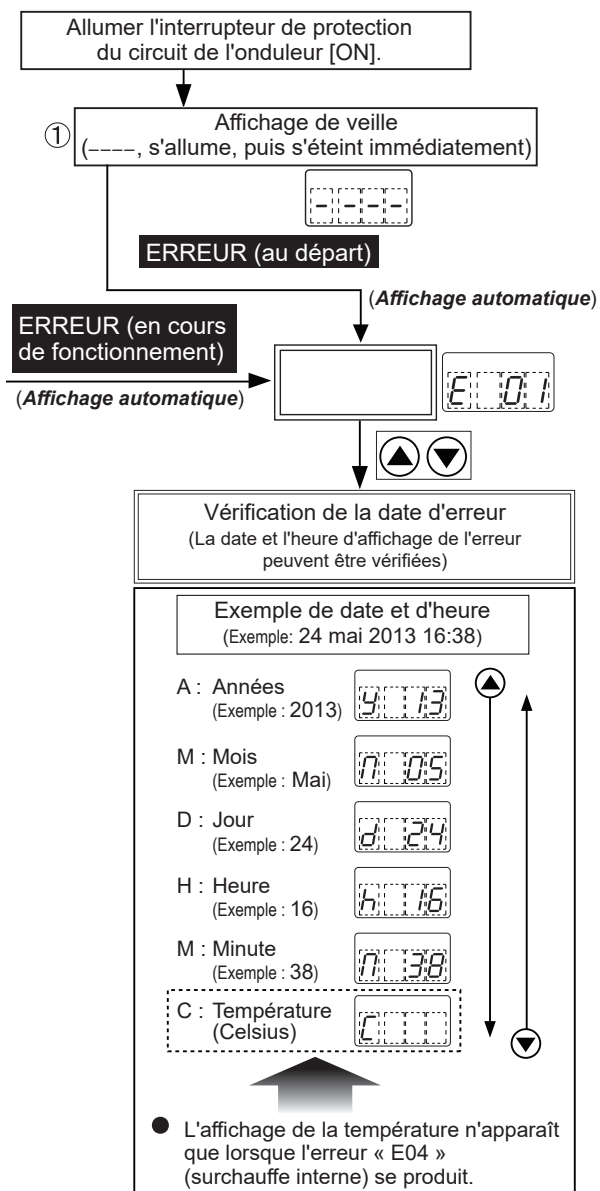 Allumer l'interrupteur de protection
du circuit de l'onduleur [ON].
① Affichage de veille
(----, s'allume, puis s'éteint immédiatement)
----
ERREUR (au départ)
(Affichage automatique)
ERREUR (en cours
de fonctionnement)
(Affichage automatique)
E 01
Vérification de la date d'erreur
(La date et l'heure d'affichage de l'erreur
peuvent être vérifiées)
Exemple de date et d'heure
(Exemple: 24 mai 2013 16:38)
A : Années
(Exemple : 2013)
y 13
M : Mois
(Exemple : Mai)
n 05
D : Jour
(Exemple : 24)
d 24
H : Heure
(Exemple : 16)
h 16
M : Minute
(Exemple : 38)
n 38
C : Température
(Celsius)
C
● L'affichage de la température n'apparaît
que lorsque l'erreur « E04 »
(surchauffe interne) se produit.